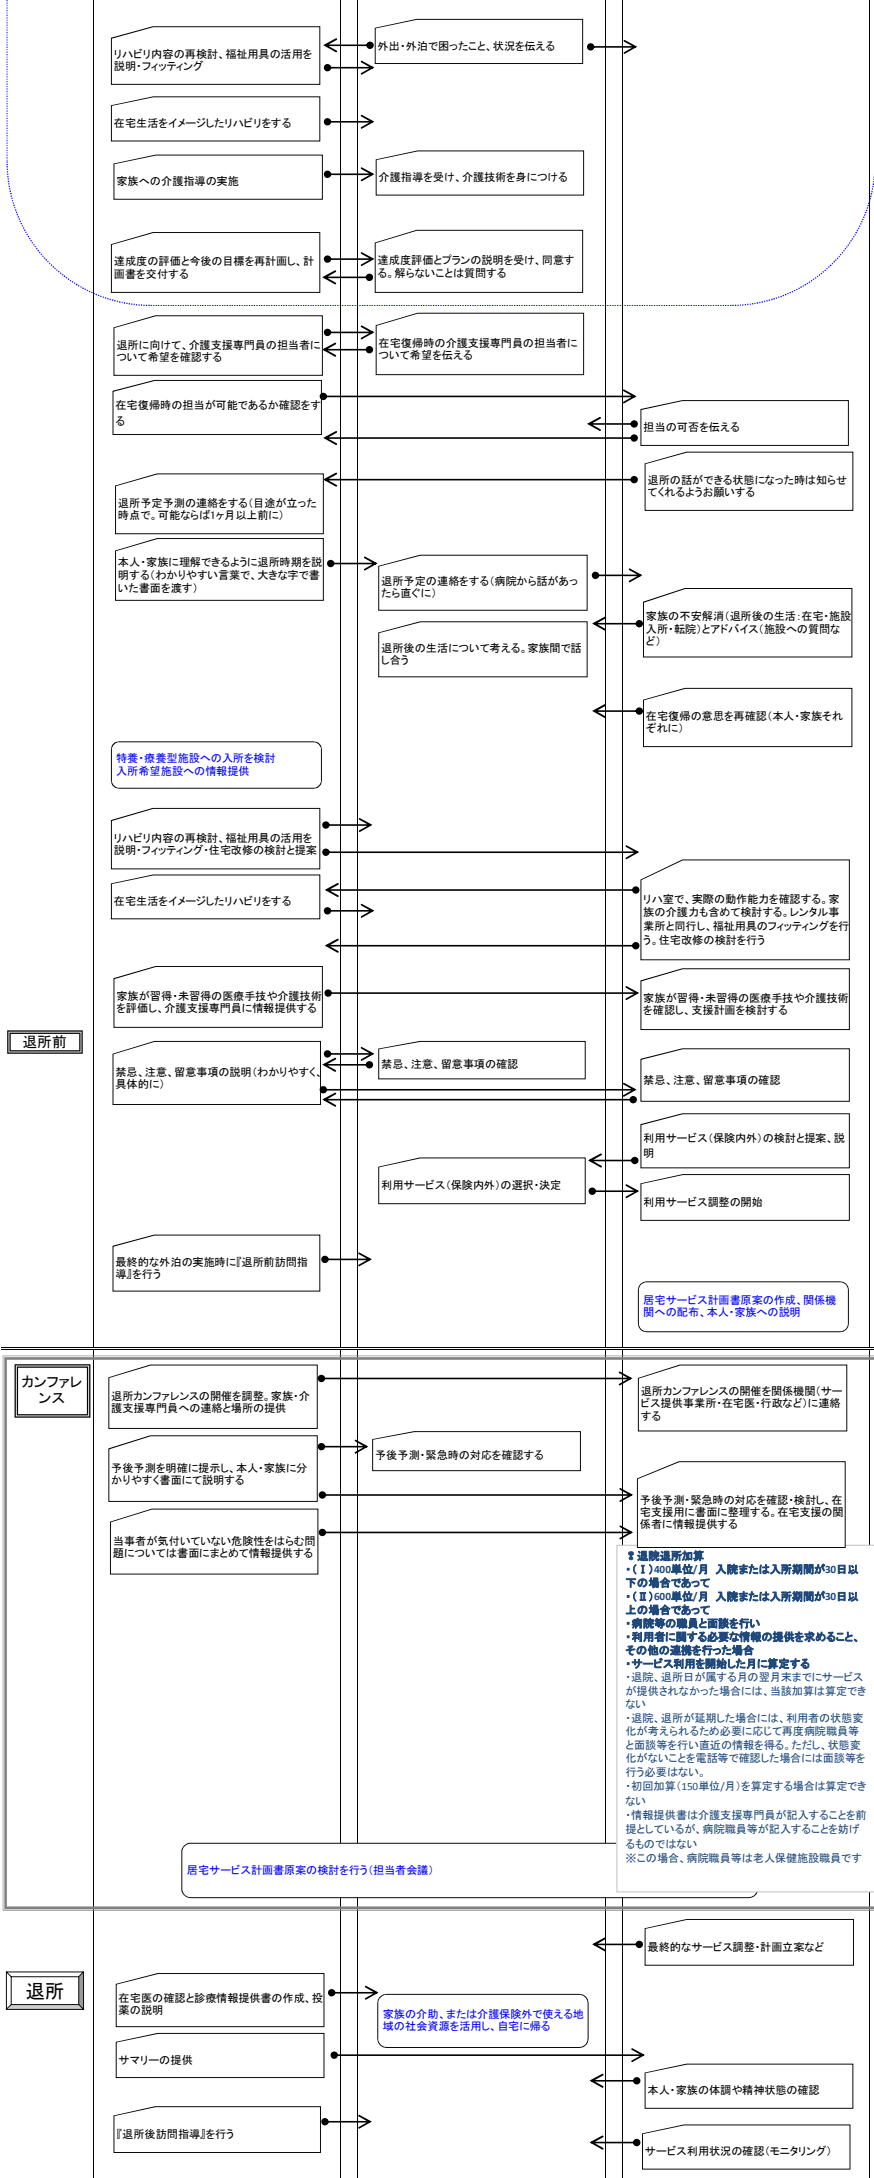 外出・外泊で困ったこと、状況を伝える
リハビリ内容の再検討、福祉用具の活用を
説明・フィッティング
在宅生活をイメージしたリハビリをする
家族への介護指導の実施
介護指導を受け、介護技術を身につける
達成度の評価と今後の目標を再計画し、計
画書を交付する
達成度評価とプランの説明を受け、同意す
る。解らないことは質問する
退所に向けて、介護支援専門員の担当者に
ついて希望を確認する
在宅復帰時の介護支援専門員の担当者に
ついて希望を伝える
在宅復帰時の担当が可能であるか確認をす
る
担当の可否を伝える
退所の話ができる状態になった時は知らせ
てくれるようお願いする
退所予定予測の連絡をする(目途が立った
時点で。可能ならば1ヶ月以上前に)
本人・家族に理解できるように退所時期を説
明する(わかりやすい言葉で、大きな字で書
いた書面を渡す)
退所予定の連絡をする(病院から話があっ
たら直ぐに)
家族の不安解消(退所後の生活:在宅・施設
入所・転院)とアドバイス(施設への質問な
ど)
退所後の生活について考える。家族間で話
し合う
在宅復帰の意思を再確認(本人・家族それ
ぞれに)
特養・療養型施設への入所を検討
入所希望施設への情報提供
リハビリ内容の再検討、福祉用具の活用を
説明・フィッティング・住宅改修の検討と提案
在宅生活をイメージしたリハビリをする
リハ室で、実際の動作能力を確認する。家
族の介護力も含めて検討する。レンタル事
業所と同行し、福祉用具のフィッティングを行
う。住宅改修の検討を行う
家族が習得・未習得の医療手技や介護技術
を評価し、介護支援専門員に情報提供する
家族が習得・未習得の医療手技や介護技術
を確認し、支援計画を検討する
退所前
禁忌、注意、留意事項の説明(わかりやすく、
具体的に)
禁忌、注意、留意事項の確認
禁忌、注意、留意事項の確認
利用サービス(保険内外)の検討と提案、説
明
利用サービス(保険内外)の選択・決定
利用サービス調整の開始
最終的な外泊の実施時に『退所前訪問指
導』を行う
居宅サービス計画書原案の作成、関係機
関への配布、本人・家族への説明
カンファレ
ンス
退所カンファレンスの開催を調整。家族・介
護支援専門員への連絡と場所の提供
退所カンファレンスの開催を関係機関(サー
ビス提供事業所・在宅医・行政など)に連絡
する
予後予測を明確に提示し、本人・家族に分
かりやすく書面にて説明する
予後予測・緊急時の対応を確認する
予後予測・緊急時の対応を確認・検討し、在
宅支援用に書面に整理する。在宅支援の関
係者に情報提供する
当事者が気付いていない危険性をはらむ問
題については書面にまとめて情報提供する
❢退院退所加算
・(Ⅰ)400単位/月 入院または入所期間が30日以
下の場合であって
・(Ⅱ)600単位/月 入院または入所期間が30日以
上の場合であって
・病院等の職員と面談を行い
・利用者に関する必要な情報の提供を求めること、
その他の連携を行った場合
・サービス利用を開始した月に算定する
・退院、退所日が属する月の翌月末までにサービス
が提供されなかった場合には、当該加算は算定でき
ない
・退院、退所が延期した場合には、利用者の状態変
化が考えられるため必要に応じて再度病院職員等
と面談等を行い直近の情報を得る。ただし、状態変
化がないことを電話等で確認した場合には面談等を
行う必要はない。
・初回加算(150単位/月)を算定する場合は算定でき
ない
・情報提供書は介護支援専門員が記入することを前
提としているが、病院職員等が記入することを妨げ
るものではない
※この場合、病院職員等は老人保健施設職員です
居宅サービス計画書原案の検討を行う(担当者会議)
最終的なサービス調整・計画立案など
退所
在宅医の確認と診療情報提供書の作成、投
薬の説明
家族の介助、または介護保険外で使える地
域の社会資源を活用し、自宅に帰る
サマリーの提供
本人・家族の体調や精神状態の確認
『退所後訪問指導』を行う
サービス利用状況の確認(モニタリング)